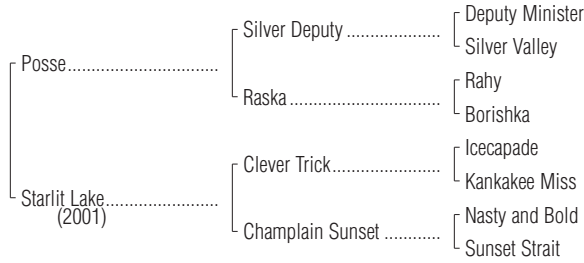 Deputy Minister
Silver Deputy ......................
Silver Valley
Posse...................................
Rahy
Raska ...................................
Borishka
Icecapade
Clever Trick.........................
Kankakee Miss
Starlit Lake..........................
(2001)
Nasty and Bold
Champlain Sunset .............
Sunset Strait